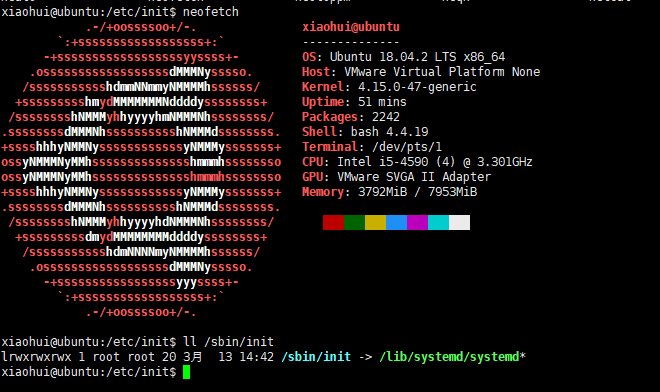 xiaohui@ubuntu:/etc/init$ neofetch
.-/+oossssoo+/-. xiaohui@ubuntu
`:+ssssssssssssssssss+:` --------------
-+ssssssssssssssssssyyssss+- OS: Ubuntu 18.04.2 LTS x86_64
.ossssssssssssssssssdMMMNysssso. Host: VMware Virtual Platform None
/ssssssssssshdmmNNmmyNMMMMhssssss/ Kernel: 4.15.0-47-generic
+ssssssssshmydMMMMMMMNddddyssssssss+ Uptime: 51 mins
/sssssssshNMMMyhhyyyyhmNMMMNhssssssss/ Packages: 2242
.ssssssssdMMMNhsssssssssshNMMMdssssssss. Shell: bash 4.4.19
+sssshhhyNMMNyssssssssssssyNMMMysssssss+ Terminal: /dev/pts/1
ossyNMMMNyMMhsssssssssssssshmmmhssssssso CPU: Intel i5-4590 (4) @ 3.301GHz
ossyNMMMNyMMhsssssssssssssshmmmhssssssso GPU: VMware SVGA II Adapter
+sssshhhyNMMNyssssssssssssyNMMMysssssss+ Memory: 3792MiB / 7953MiB
.ssssssssdMMMNhsssssssssshNMMMdssssssss.
/sssssssshNMMMyhhyyyyhdNMMMNhssssssss/
+sssssssssdmydMMMMMMMMddddyssssssss+
/ssssssssssshdmNNNNmyNMMMMhssssss/
.ossssssssssssssssssdMMMNysssso.
-+sssssssssssssssssyyyssss+-
`:+ssssssssssssssssss+:`
.-/+oossssoo+/-.
xiaohui@ubuntu:/etc/init$ ll /sbin/init
lrwxrwxrwx 1 root root 20 3月 13 14:42 /sbin/init -> /lib/systemd/systemd*
xiaohui@ubuntu:/etc/init$